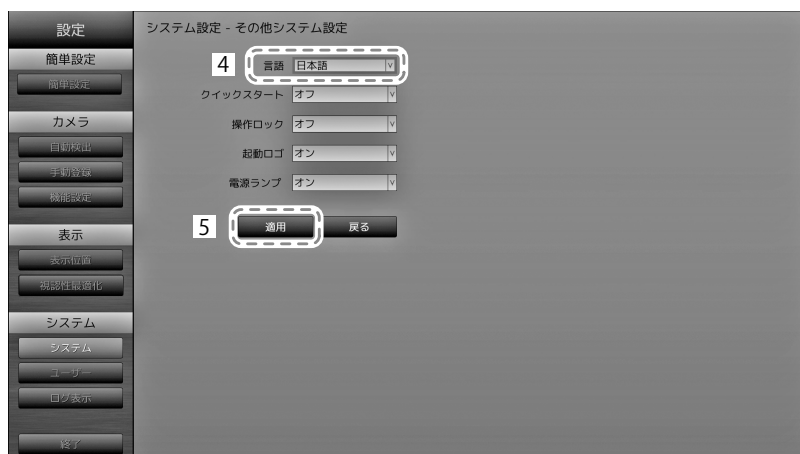 設定
簡単設定
簡単設定
カメラ
自動検出
手動登録
機能設定
表示
表示位置
視認性最適化
システム
システム
ユーザー
ログ表示
終了
システム設定 - その他システム設定
4 言語 日本語
クイックスタート オフ
操作ロック オフ
起動ロゴ オン
電源ランプ オン
5 適用 戻る